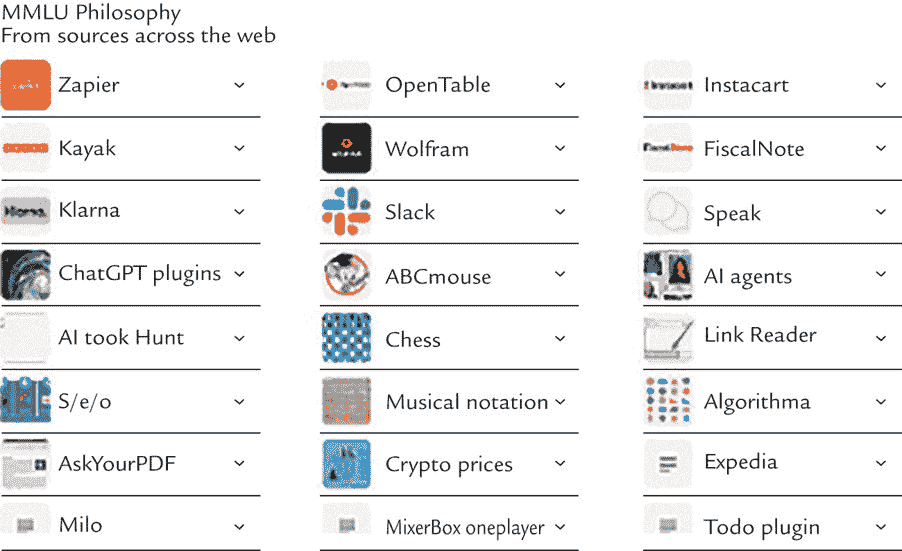 MMLU Philosophy
From sources across the web
Zapier
OpenTable
Instacart
Kayak
Wolfram
FiscalNote
Klarna
Slack
Speak
ChatGPT plugins
ABCmouse
AI agents
AI took Hunt
Chess
Link Reader
S/e/o
Musical notation
Algorithma
AskYourPDF
Crypto prices
Expedia
Milo
MixerBox oneplayer
Todo plugin